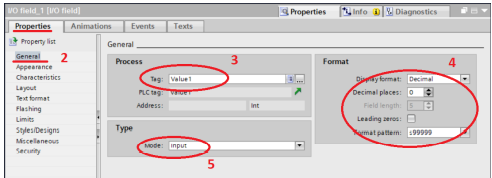 I/O field_1 [I/O field]
Properties Info Diagnostics
Properties Animations Events Texts
Property list
General
Appearance
Characteristics
Layout
Text format
Flashing
Limits
Styles/Designs
Miscellaneous
Security
2
General
Process
3
Tag: Value1
PLC tag: Value1
Address: Int
Type
Mode: Input
5
Format
4
Display format: Decimal
Decimal places: 0
Field length: 6
Leading zeros:
Format pattern: s99999